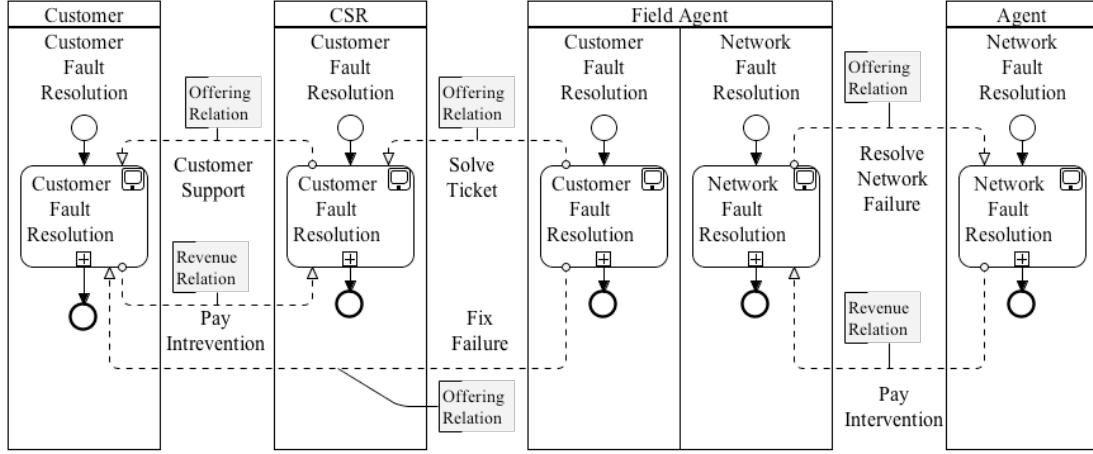 Customer
CSR
Field Agent
Agent
Customer
Fault
Resolution
Customer
Fault
Resolution
Customer
Fault
Resolution
Network
Fault
Resolution
Network
Fault
Resolution
Offering
Relation
Offering
Relation
Offering
Relation
Customer
Support
Solve
Ticket
Resolve
Network
Failure
Customer
Fault
Resolution
Customer
Fault
Resolution
Customer
Fault
Resolution
Network
Fault
Resolution
Network
Fault
Resolution
Revenue
Relation
Pay
Intrevention
Fix
Failure
Revenue
Relation
Offering
Relation
Pay
Intervention